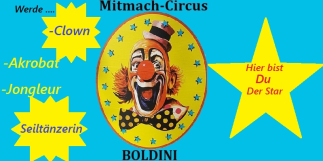 Werde ....
Mitmach-Circus
-Clown
-Akrobat
-Jongleur
Seiltänzerin
Hier bist
Du
Der Star
BOLDINI